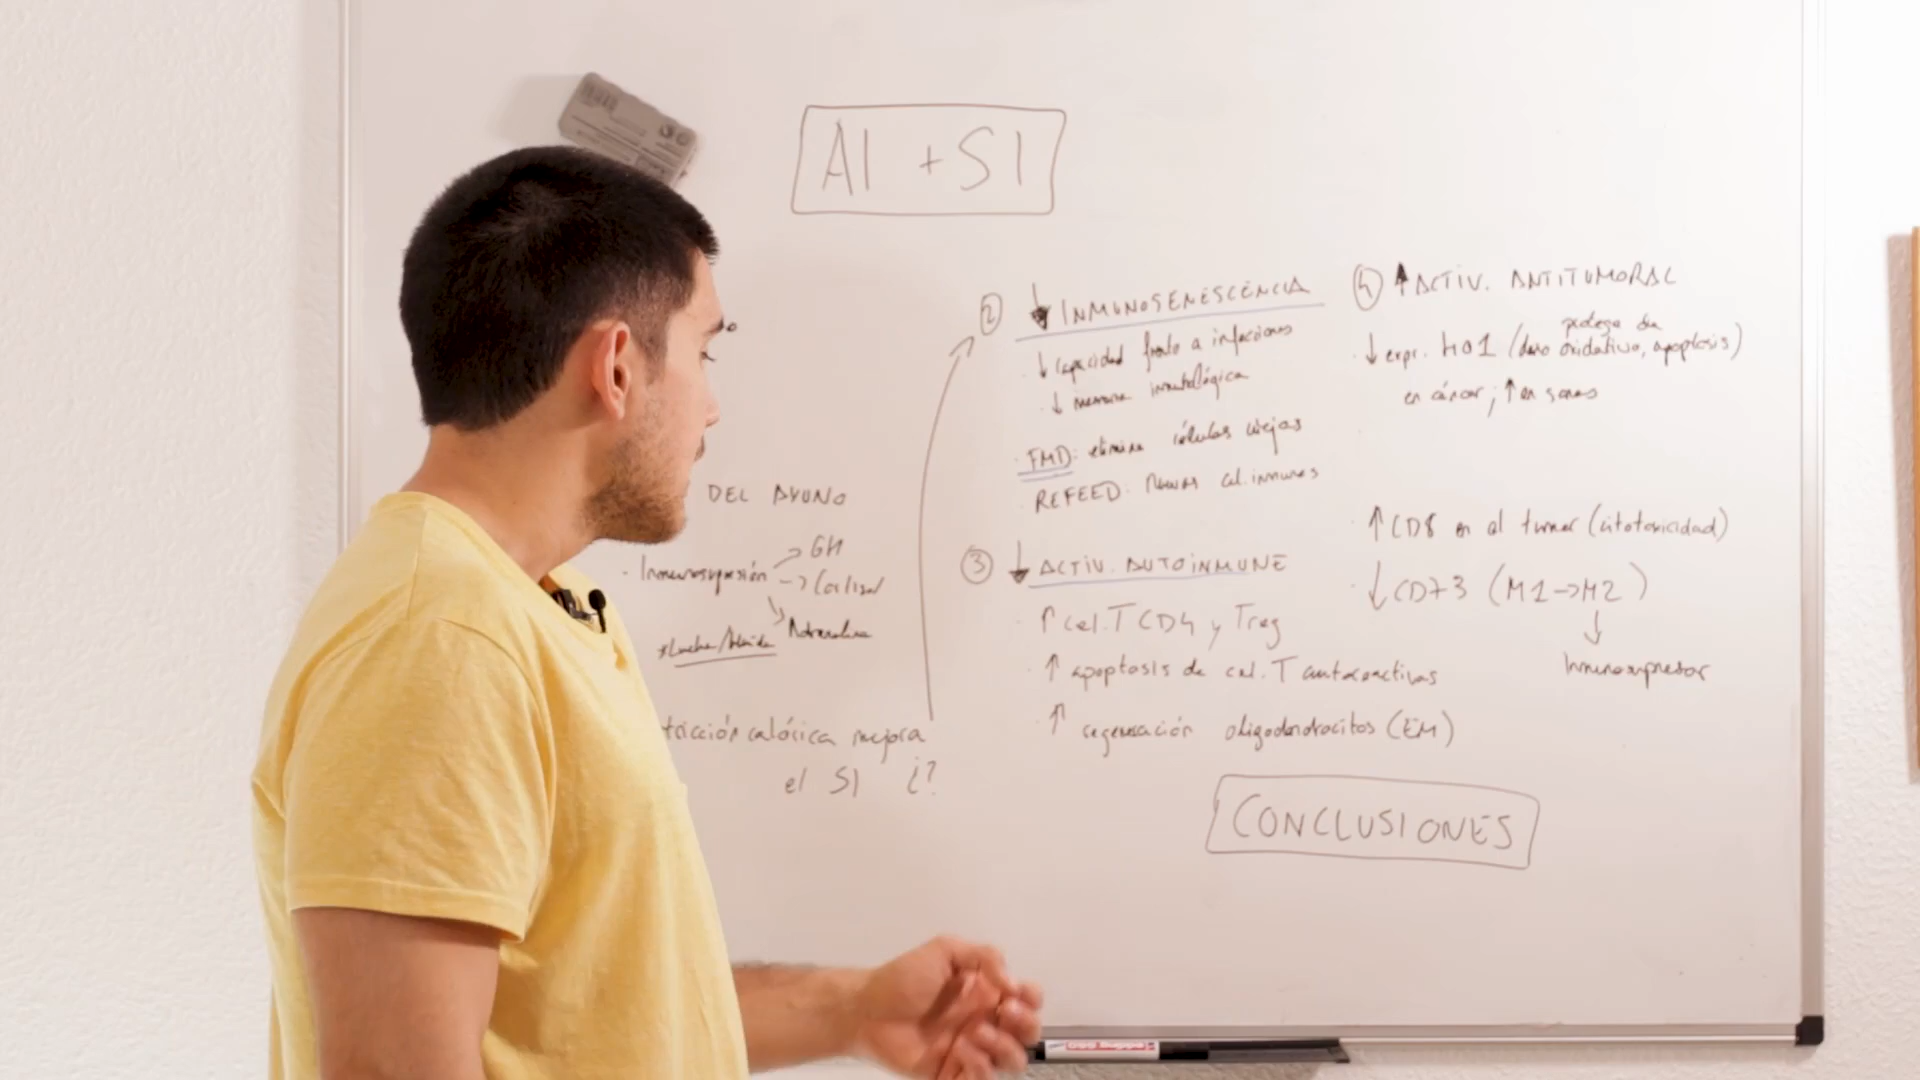 AI + SI
DEL AYUNO
· Inmunosupresión → GH
→ Cortisol
→ Adrenalina
*Lucha/Huida
tricción calórica mejora
el SI ¿?
② ↓ INMUNOSENESCENCIA
· ↓ capacidad frente a infecciones
· ↓ memoria inmunológica
· FMD: elimina células viejas
· REFEED: nuevas cel. inmunes
③ ↓ ACTIV. AUTOINMUNE
· ↑ cel. T CD4 y Treg
· ↑ apoptosis de cel. T autoreactivas
· ↑ regeneración oligodendrocitos (EM)
④ ↑ ACTIV. ANTITUMORAL
protege de
· ↓ expr. HO1 (daño oxidativo, apoptosis)
en cáncer; ↑ en sanas
· ↑ CD8 en el tumor (citotoxicidad)
· ↓ CD73 (M1→M2)
↓
Inmunosupresor
CONCLUSIONES